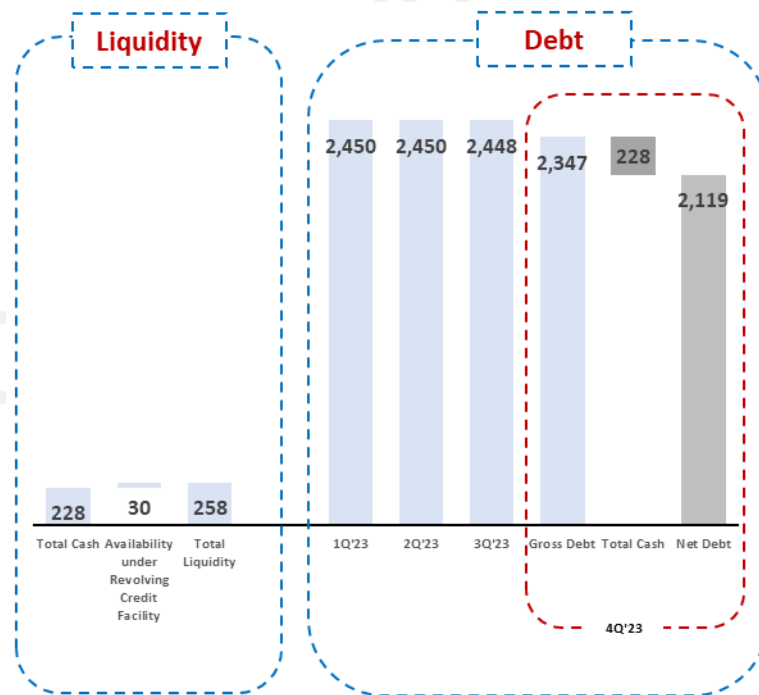 Liquidity
Debt
2,450
2,450
2,448
2,347
228
2,119
228
30
258
Total Cash
Availability
under
Revolving
Credit
Facility
Total
Liquidity
1Q'23
2Q'23
3Q'23
Gross Debt
Total Cash
Net Debt
4Q'23